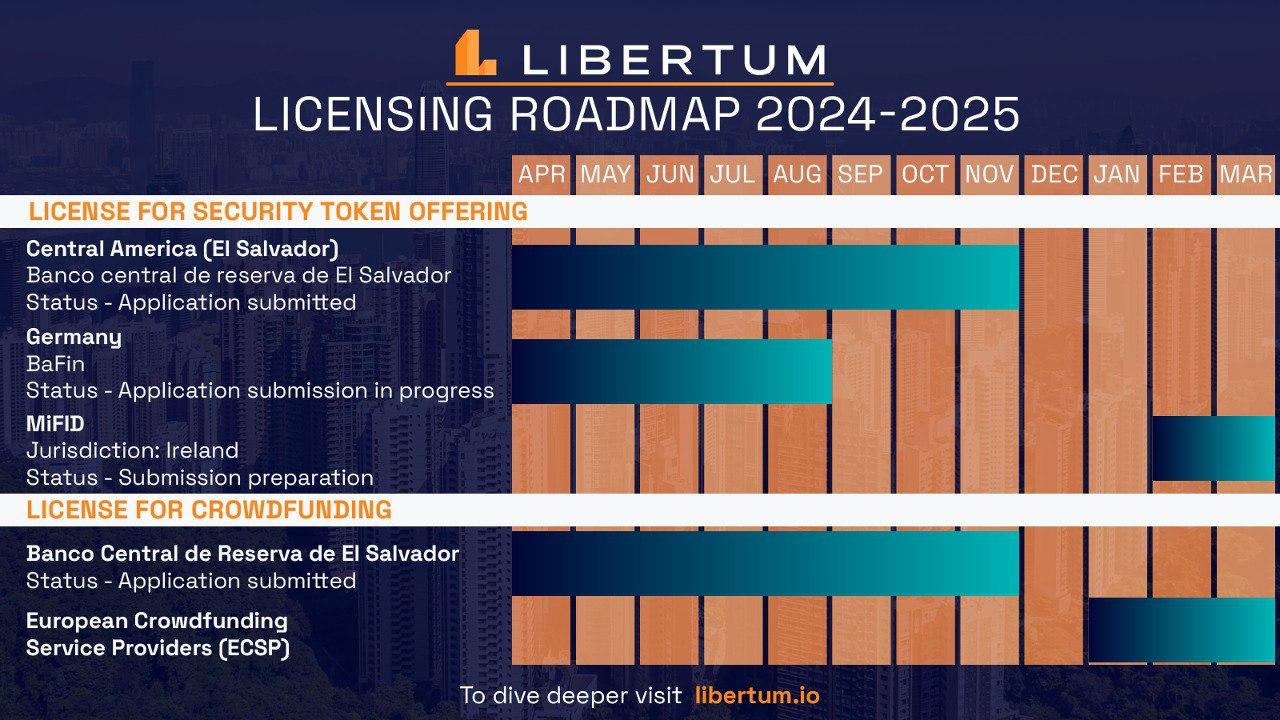 LIBERTUM
LICENSING ROADMAP 2024-2025
APR MAY JUN JUL AUG SEP OCT NOV DEC JAN FEB MAR
LICENSE FOR SECURITY TOKEN OFFERING
Central America (El Salvador)
Banco central de reserva de El Salvador
Status - Application submitted
Germany
BaFin
Status - Application submission in progress
MiFID
Jurisdiction: Ireland
Status - Submission preparation
LICENSE FOR CROWDFUNDING
Banco Central de Reserva de El Salvador
Status - Application submitted
European Crowdfunding
Service Providers (ECSP)
To dive deeper visit libertum.io